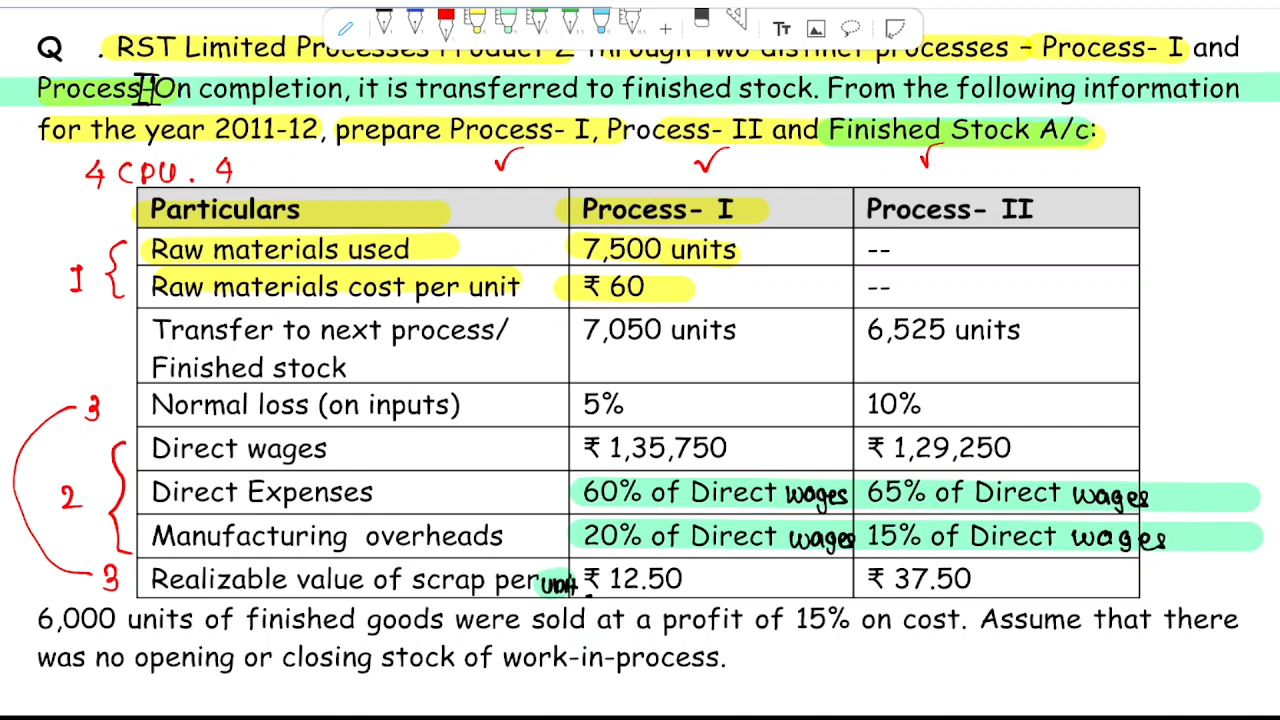 Q . RST Limited Processes Product Z through two distinct processes – Process- I and
Process II On completion, it is transferred to finished stock. From the following information
for the year 2011-12, prepare Process- I, Process- II and Finished Stock A/c:
4 CPU . 4
Particulars Process- I Process- II
1 Raw materials used 7,500 units --
Raw materials cost per unit ₹ 60 --
Transfer to next process/ 7,050 units 6,525 units
Finished stock
3 Normal loss (on inputs) 5% 10%
Direct wages ₹ 1,35,750 ₹ 1,29,250
2 Direct Expenses 60% of Direct wages 65% of Direct wages
Manufacturing overheads 20% of Direct wages 15% of Direct wages
3 Realizable value of scrap per unit. ₹ 12.50 ₹ 37.50
6,000 units of finished goods were sold at a profit of 15% on cost. Assume that there
was no opening or closing stock of work-in-process.
Tt